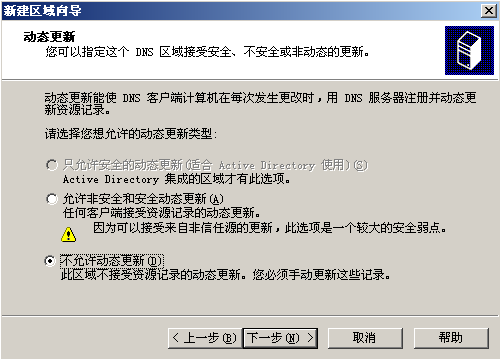 新建区域向导
动态更新
您可以指定这个 DNS 区域接受安全、不安全或非动态的更新。
动态更新能使 DNS 客户端计算机在每次发生更改时，用 DNS 服务器注册并动态更
新资源记录。
请选择您想允许的动态更新类型:
只允许安全的动态更新(适合 Active Directory 使用)(S)
Active Directory 集成的区域才有此选项。
允许非安全和安全动态更新(A)
任何客户端接受资源记录的动态更新。
因为可以接受来自非信任源的更新，此选项是一个较大的安全弱点。
不允许动态更新(D)
此区域不接受资源记录的动态更新。您必须手动更新这些记录。
< 上一步(B) 下一步(N) > 取消 帮助